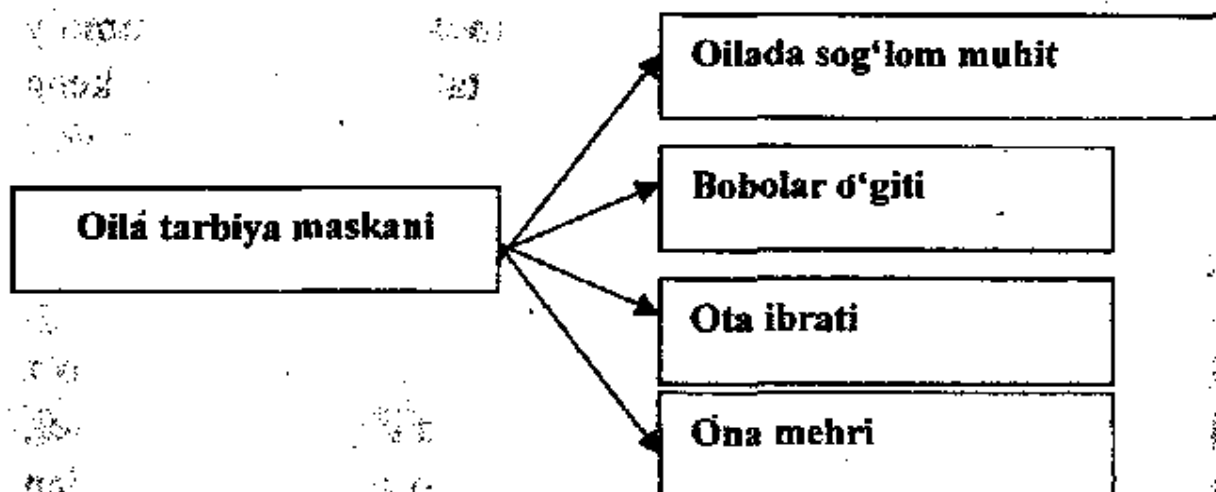 Oilada sog‘lom muhit
Bobolar o‘giti
Oila tarbiya maskani
Ota ibrati
Ona mehri